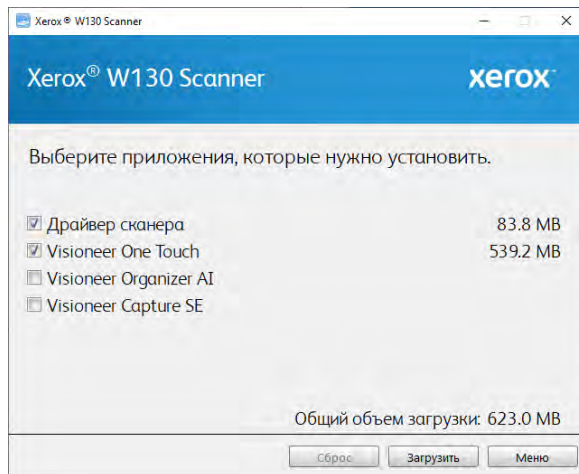 Xerox® W130 Scanner
Xerox® W130 Scanner xerox™
Выберите приложения, которые нужно установить.
Драйвер сканера 83.8 MB
Visioneer One Touch 539.2 MB
Visioneer Organizer AI
Visioneer Capture SE
Общий объем загрузки: 623.0 MB
Сброс Загрузить Меню